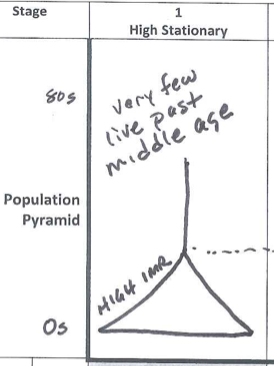 Stage
1
High Stationary
80s
very few
live past
middle age
Population
Pyramid
HIGH IMR
0s